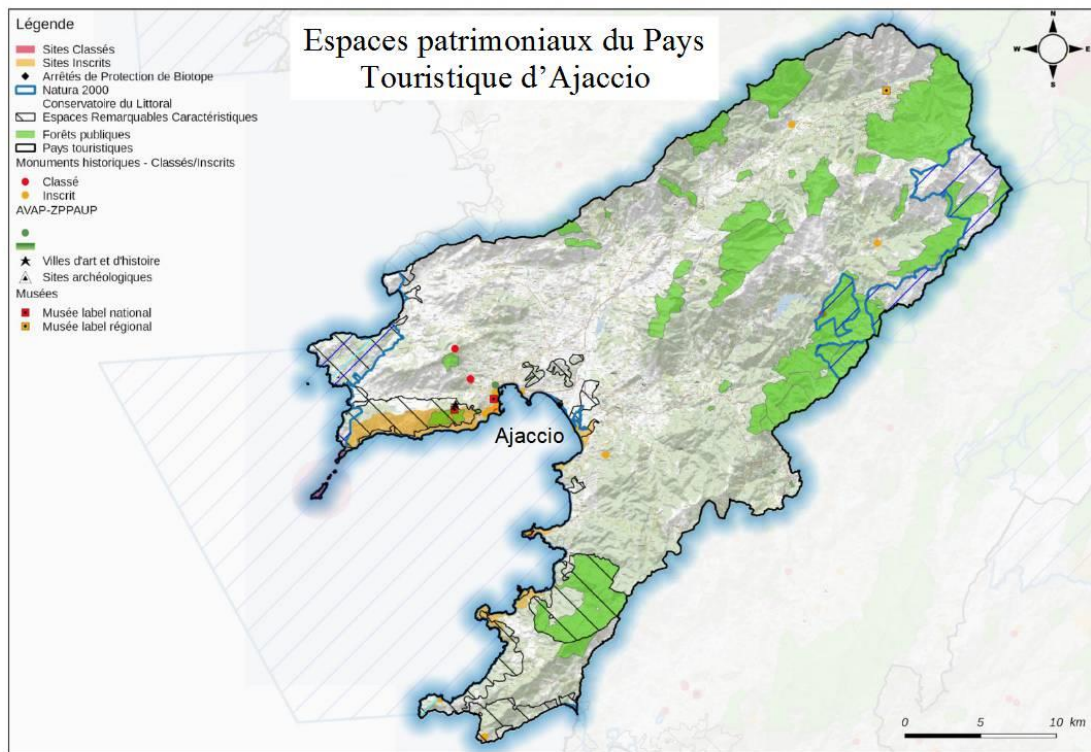 Légende
Sites Classés
Sites Inscrits
Arrêtés de Protection de Biotope
Natura 2000
Conservatoire du Littoral
Espaces Remarquables Caractéristiques
Forêts publiques
Pays touristiques
Monuments historiques - Classés/Inscrits
Classé
Inscrit
AVAP-ZPPAUP
Villes d'art et d'histoire
Sites archéologiques
Musées
Musée label national
Musée label régional
Espaces patrimoniaux du Pays
Touristique d'Ajaccio
N
W
E
S
Ajaccio
0 5 10 km